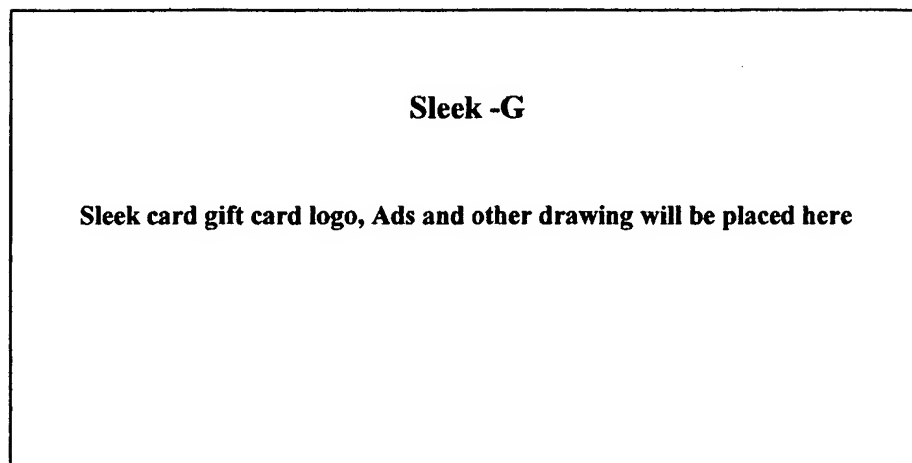 Sleek -G
Sleek card gift card logo, Ads and other drawing will be placed here